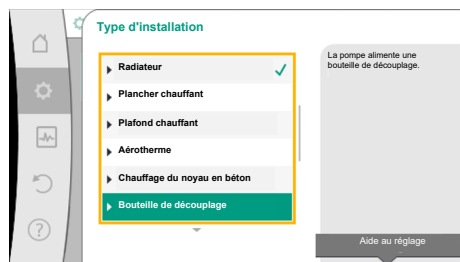 Type d'installation
Radiateur
Plancher chauffant
Plafond chauffant
Aérotherme
Chauffage du noyau en béton
Bouteille de découplage
La pompe alimente une
bouteille de découplage.
Aide au réglage
?